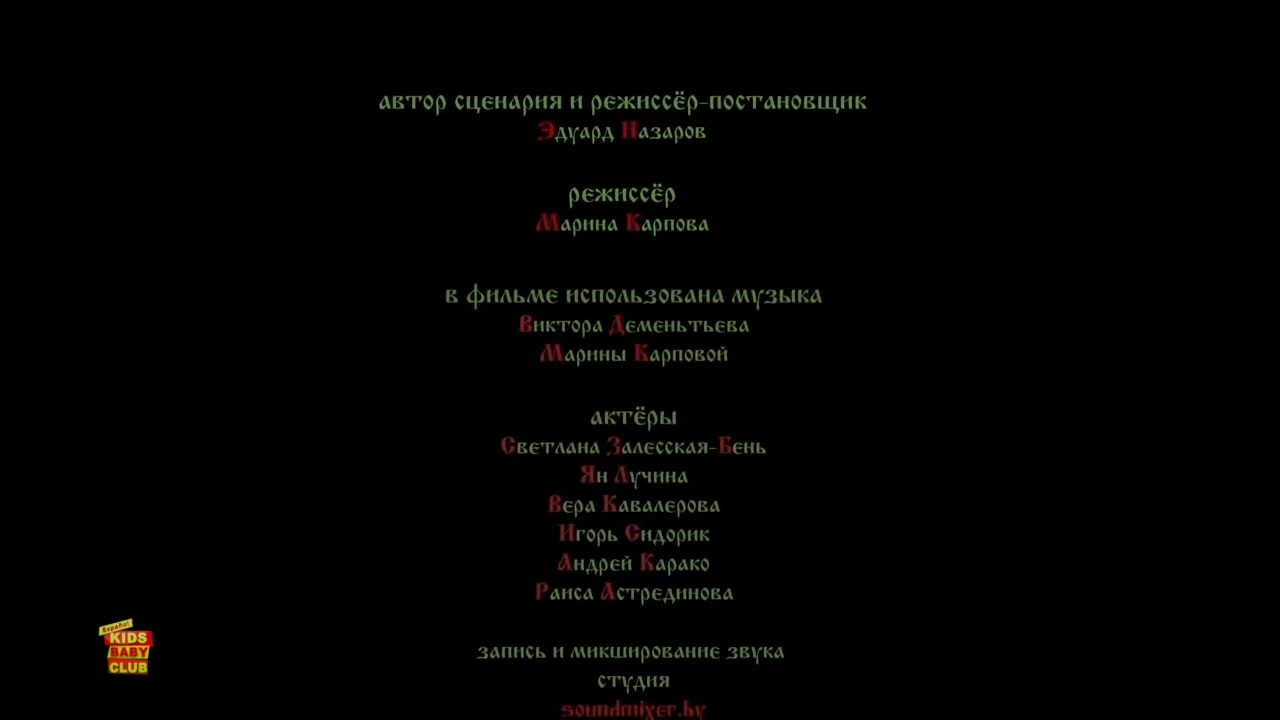 автор сценария и режиссёр-постановщик
Эдуард Назаров
режиссёр
Марина Карпова
в фильме использована музыка
Виктора Дементьева
Марины Карповой
актёры
Светлана Залесская-Бень
Ян Лучина
Вера Кавалерова
Игорь Сидорик
Андрей Карако
Раиса Астрединова
запись и микширование звука
студия
soundmixer.by
Español
KIDS
BABY
CLUB